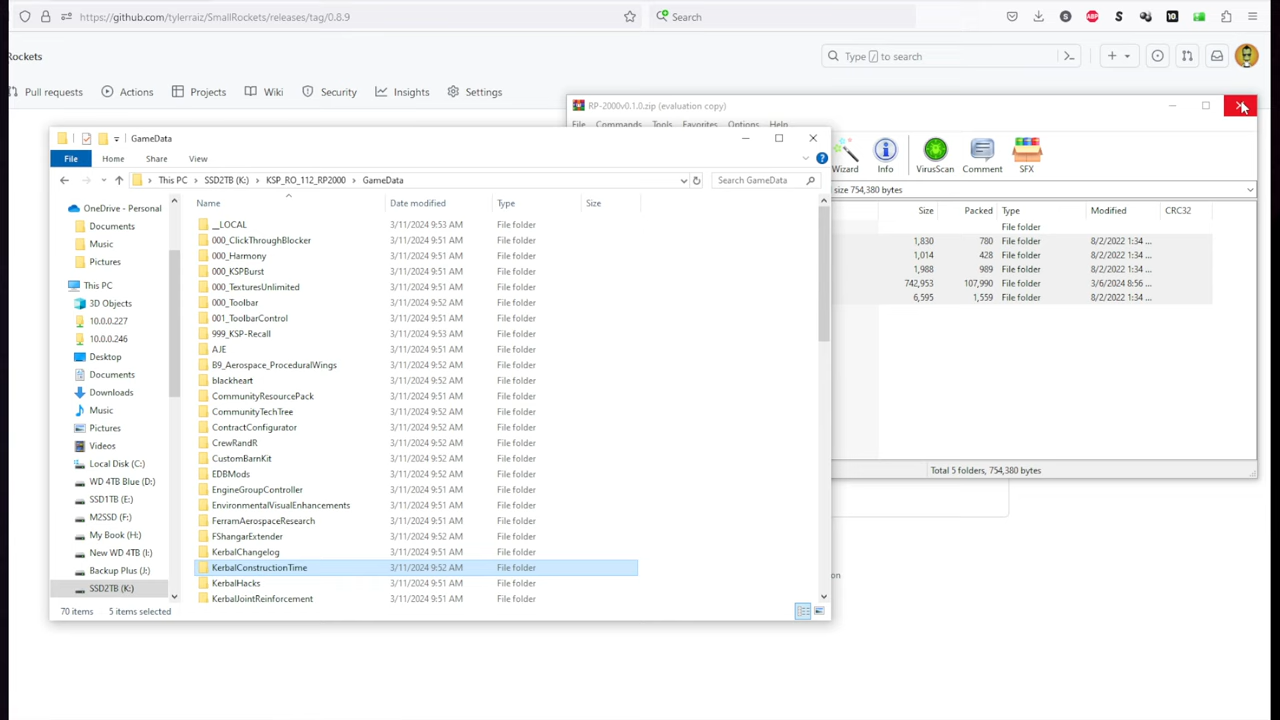 https://github.com/tylerraiz/SmallRockets/releases/tag/0.8.9
Search
Rockets
Type / to search
Pull requests
Actions
Projects
Wiki
Security
Insights
Settings
RP-2000v0.1.0.zip (evaluation copy)
File Commands Tools Favorites Options Help
Wizard Info VirusScan Comment SFX
size 754,380 bytes
Size Packed Type Modified CRC32
File folder
1,830 780 File folder 8/2/2022 1:34 ...
1,014 428 File folder 8/2/2022 1:34 ...
1,988 989 File folder 8/2/2022 1:34 ...
742,953 107,990 File folder 3/6/2024 8:56 ...
6,595 1,559 File folder 8/2/2022 1:34 ...
Total 5 folders, 754,380 bytes
GameData
File Home Share View
This PC > SSD2TB (K:) > KSP_RO_112_RP2000 > GameData
Search GameData
OneDrive - Personal
Documents
Music
Pictures
This PC
3D Objects
10.0.0.227
10.0.0.246
Desktop
Documents
Downloads
Music
Pictures
Videos
Local Disk (C:)
WD 4TB Blue (D:)
SSD1TB (E:)
M2SSD (F:)
My Book (H:)
New WD 4TB (I:)
Backup Plus (J:)
SSD2TB (K:)
Name Date modified Type Size
__LOCAL 3/11/2024 9:53 AM File folder
000_ClickThroughBlocker 3/11/2024 9:51 AM File folder
000_Harmony 3/11/2024 9:51 AM File folder
000_KSPBurst 3/11/2024 9:51 AM File folder
000_TexturesUnlimited 3/11/2024 9:51 AM File folder
000_Toolbar 3/11/2024 9:52 AM File folder
001_ToolbarControl 3/11/2024 9:51 AM File folder
999_KSP-Recall 3/11/2024 9:53 AM File folder
AJE 3/11/2024 9:51 AM File folder
B9_Aerospace_ProceduralWings 3/11/2024 9:52 AM File folder
blackheart 3/11/2024 9:52 AM File folder
CommunityResourcePack 3/11/2024 9:51 AM File folder
CommunityTechTree 3/11/2024 9:52 AM File folder
ContractConfigurator 3/11/2024 9:52 AM File folder
CrewRandR 3/11/2024 9:52 AM File folder
CustomBarnKit 3/11/2024 9:52 AM File folder
EDBMods 3/11/2024 9:52 AM File folder
EngineGroupController 3/11/2024 9:51 AM File folder
EnvironmentalVisualEnhancements 3/11/2024 9:51 AM File folder
FerramAerospaceResearch 3/11/2024 9:51 AM File folder
FShangarExtender 3/11/2024 9:52 AM File folder
KerbalChangelog 3/11/2024 9:52 AM File folder
KerbalConstructionTime 3/11/2024 9:52 AM File folder
KerbalHacks 3/11/2024 9:51 AM File folder
KerbalJointReinforcement 3/11/2024 9:51 AM File folder
70 items 5 items selected